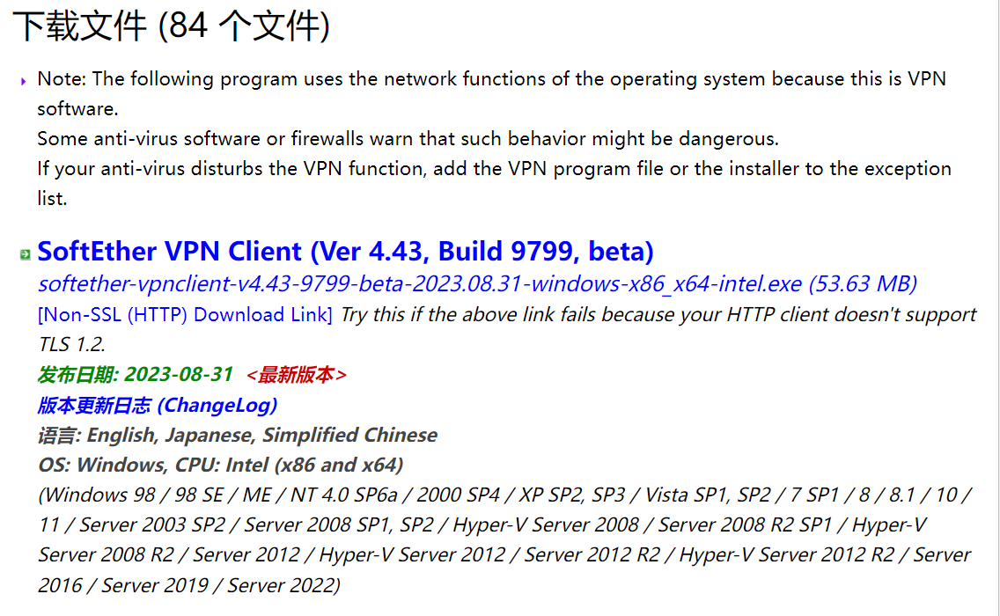 下载文件 (84 个文件)
Note: The following program uses the network functions of the operating system because this is VPN
software.
Some anti-virus software or firewalls warn that such behavior might be dangerous.
If your anti-virus disturbs the VPN function, add the VPN program file or the installer to the exception
list.
SoftEther VPN Client (Ver 4.43, Build 9799, beta)
softether-vpnclient-v4.43-9799-beta-2023.08.31-windows-x86_x64-intel.exe (53.63 MB)
[Non-SSL (HTTP) Download Link] Try this if the above link fails because your HTTP client doesn't support
TLS 1.2.
发布日期: 2023-08-31 <最新版本>
版本更新日志 (ChangeLog)
语言: English, Japanese, Simplified Chinese
OS: Windows, CPU: Intel (x86 and x64)
(Windows 98 / 98 SE / ME / NT 4.0 SP6a / 2000 SP4 / XP SP2, SP3 / Vista SP1, SP2 / 7 SP1 / 8 / 8.1 / 10 /
11 / Server 2003 SP2 / Server 2008 SP1, SP2 / Hyper-V Server 2008 / Server 2008 R2 SP1 / Hyper-V
Server 2008 R2 / Server 2012 / Hyper-V Server 2012 / Server 2012 R2 / Hyper-V Server 2012 R2 / Server
2016 / Server 2019 / Server 2022)